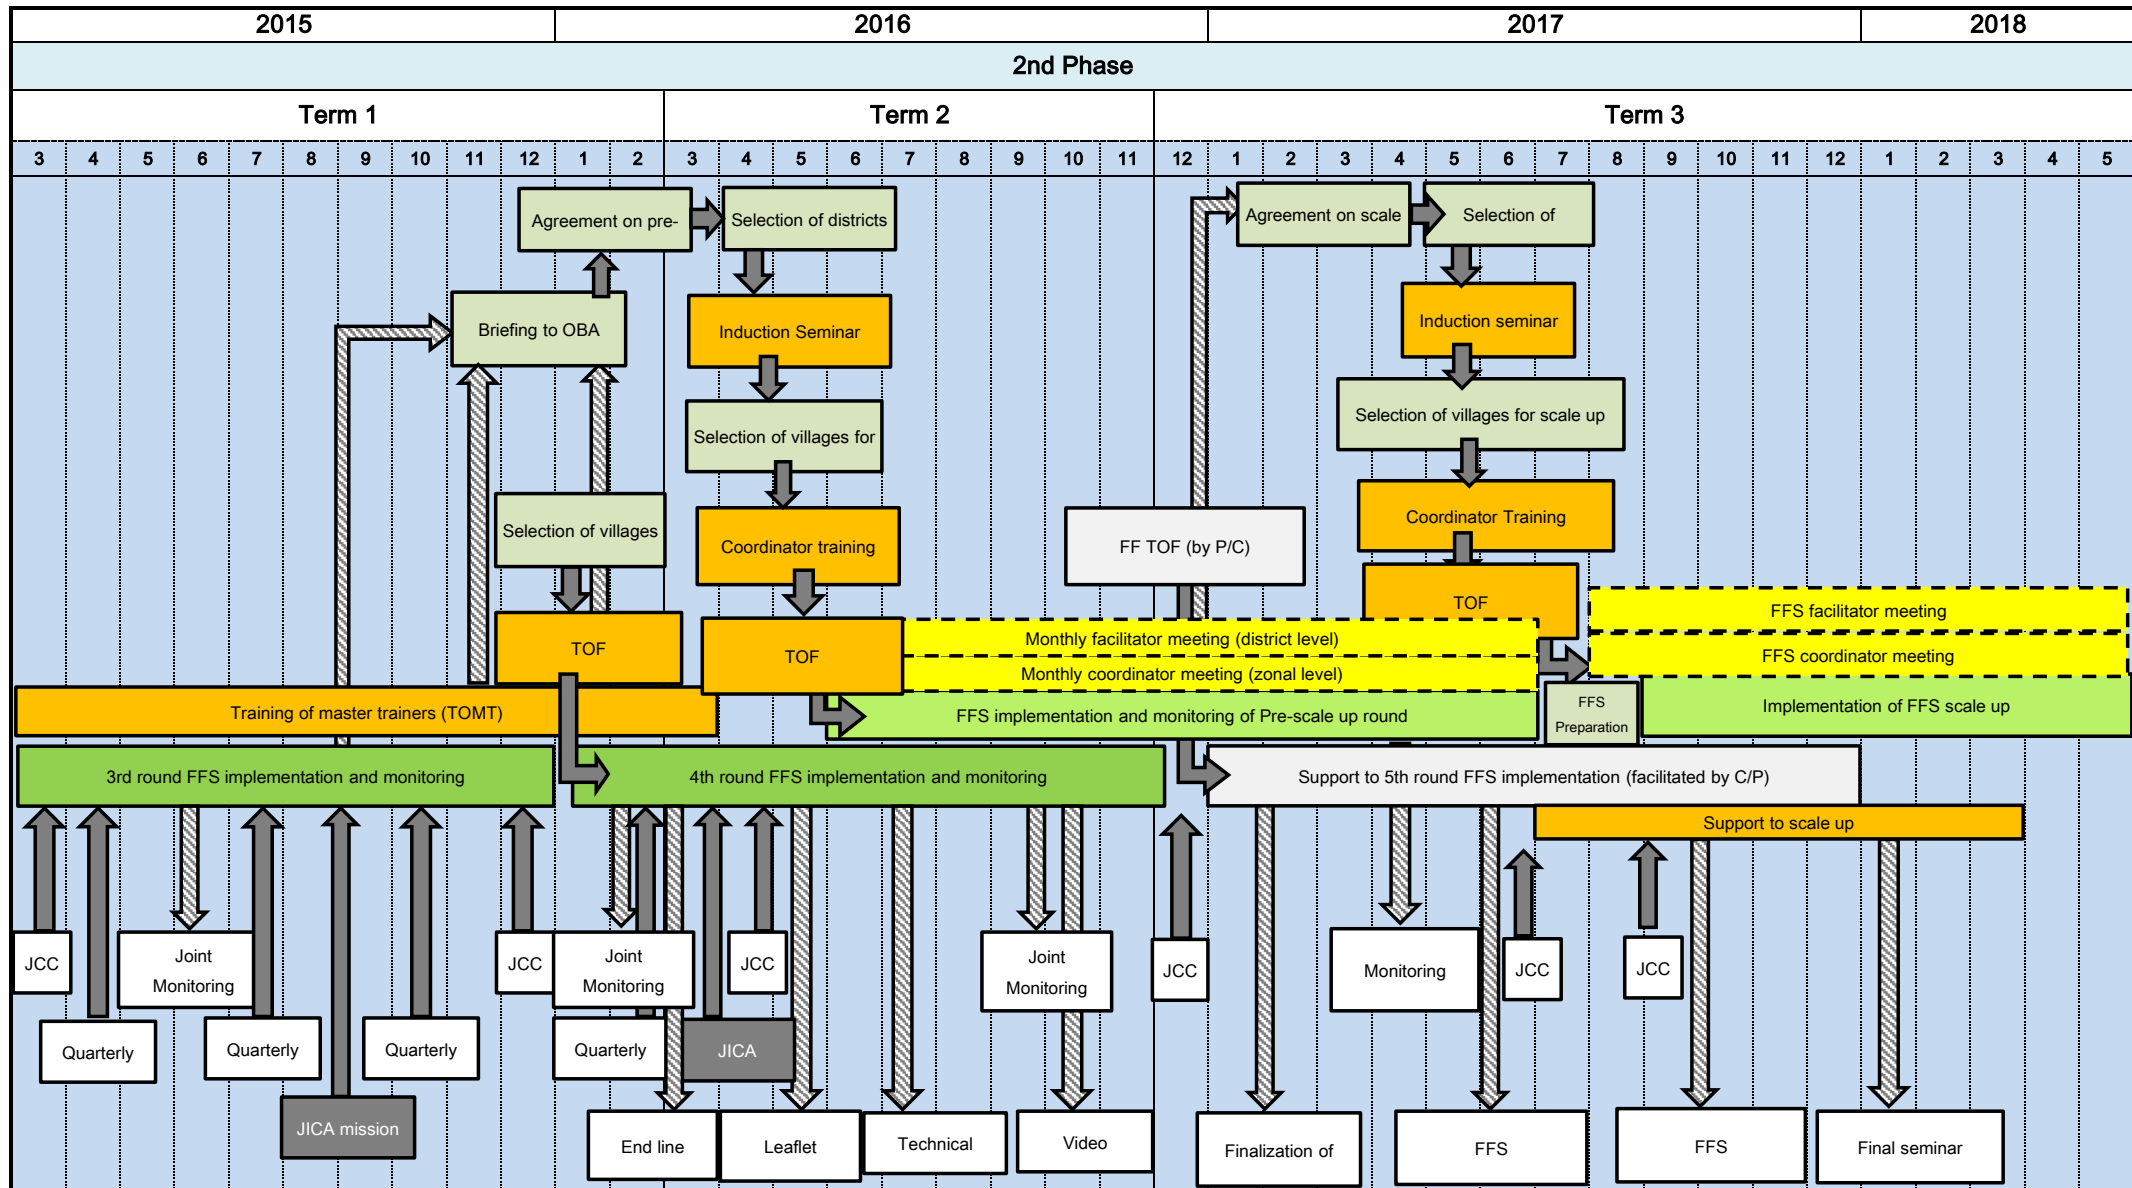 2015 2016 2017 2018
2nd Phase
Term 1 Term 2 Term 3
3 4 5 6 7 8 9 10 11 12 1 2 3 4 5 6 7 8 9 10 11 12 1 2 3 4 5 6 7 8 9 10 11 12 1 2 3 4 5
Agreement on pre-
Selection of districts
Agreement on scale
Selection of
Briefing to OBA
Induction Seminar
Induction seminar
Selection of villages for
Selection of villages for scale up
Selection of villages
Coordinator training
FF TOF (by P/C)
Coordinator Training
TOF
TOF
TOF
Monthly facilitator meeting (district level)
Monthly coordinator meeting (zonal level)
FFS facilitator meeting
FFS coordinator meeting
Training of master trainers (TOMT)
FFS implementation and monitoring of Pre-scale up round
FFS
Preparation
Implementation of FFS scale up
3rd round FFS implementation and monitoring
4th round FFS implementation and monitoring
Support to 5th round FFS implementation (facilitated by C/P)
Support to scale up
JCC
Joint
Monitoring
JCC
Joint
Monitoring
JCC
Joint
Monitoring
JCC
Monitoring
JCC
JCC
Quarterly
Quarterly
Quarterly
Quarterly
JICA
JICA mission
End line
Leaflet
Technical
Video
Finalization of
FFS
FFS
Final seminar